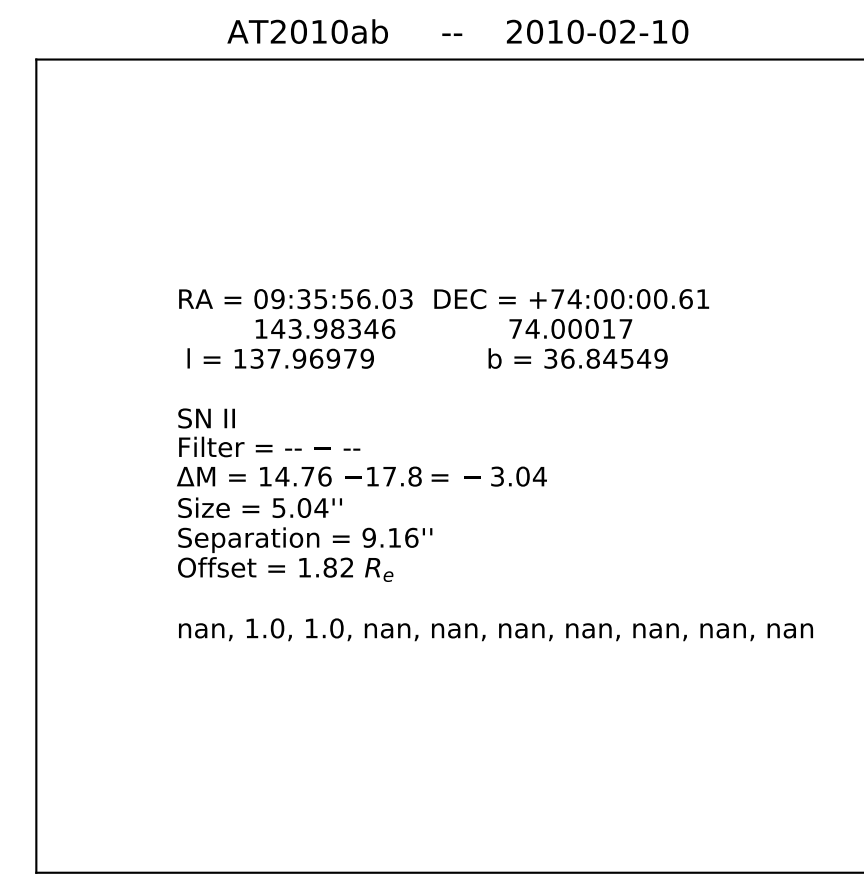 AT2010ab -- 2010-02-10
RA = 09:35:56.03 DEC = +74:00:00.61
143.98346 74.00017
l = 137.96979 b = 36.84549
SN II
Filter = -- − --
ΔM = 14.76 −17.8 = − 3.04
Size = 5.04''
Separation = 9.16''
Offset = 1.82 Re
nan, 1.0, 1.0, nan, nan, nan, nan, nan, nan, nan